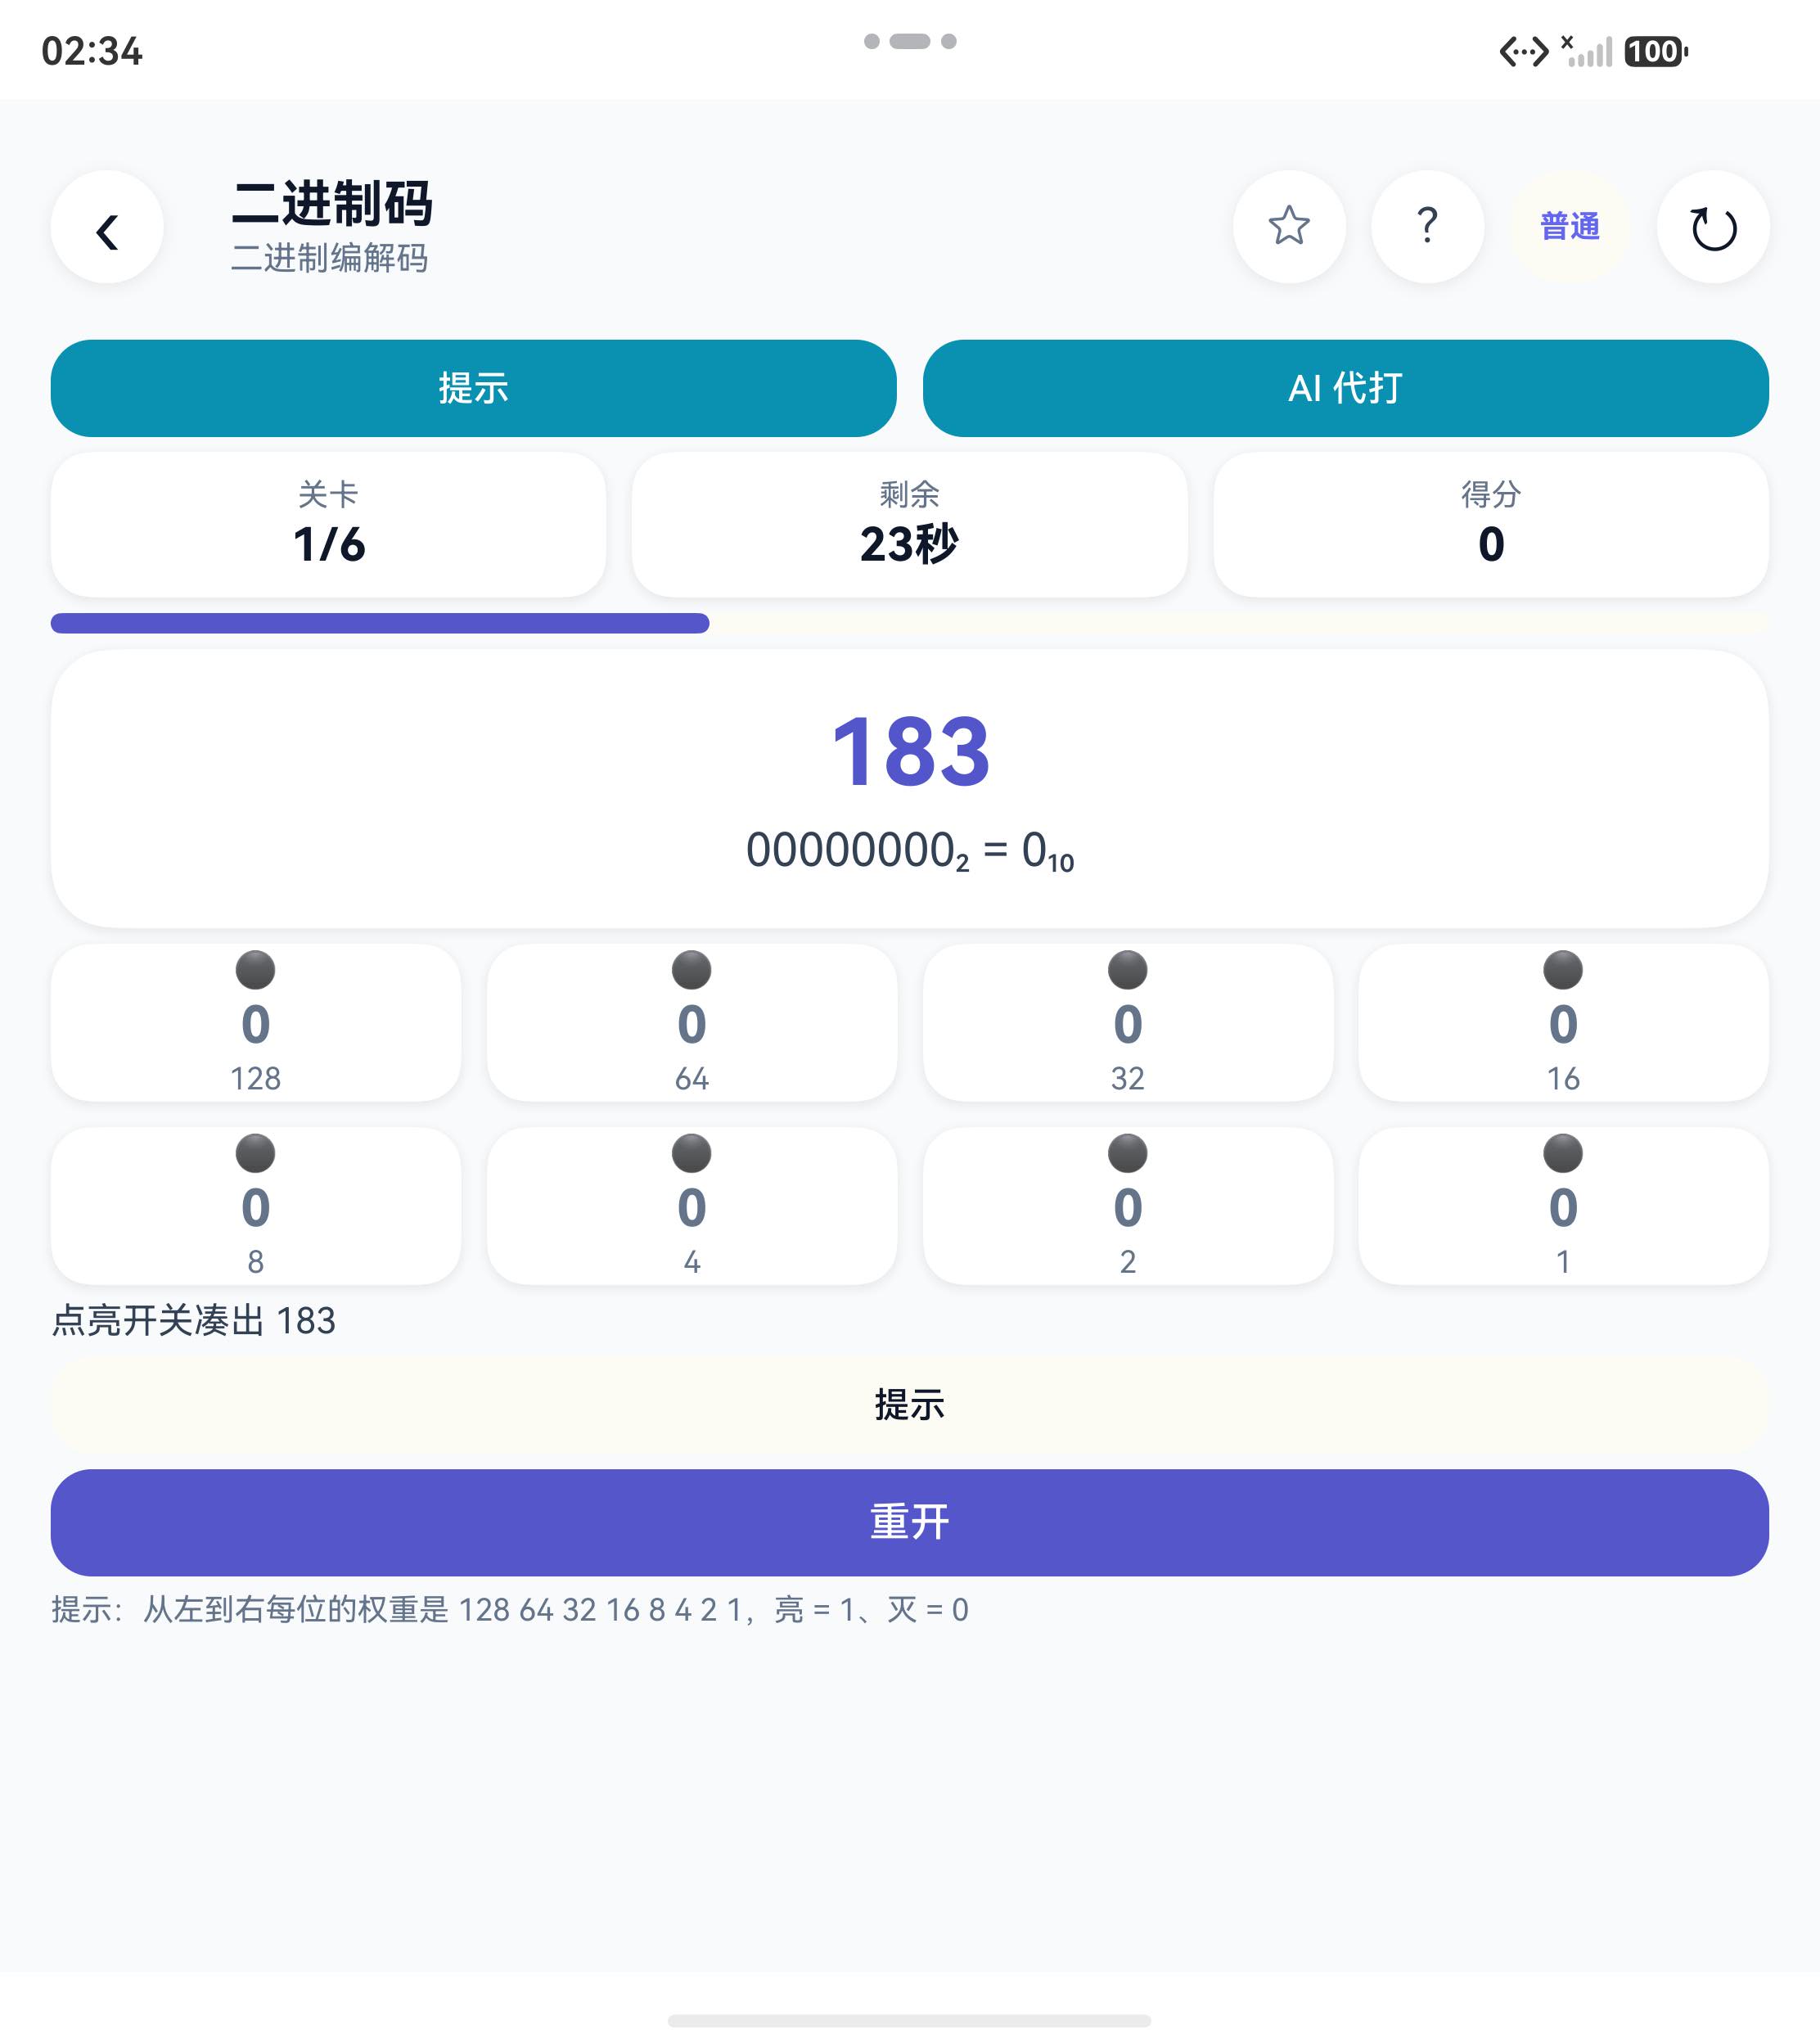 02:34
100
二进制码
二进制编解码
?
普通
提示
AI 代打
关卡
1/6
剩余
23秒
得分
0
183
00000000₂ = 0₁₀
0
128
0
64
0
32
0
16
0
8
0
4
0
2
0
1
点亮开关凑出 183
提示
重开
提示：从左到右每位的权重是 128 64 32 16 8 4 2 1，亮 = 1、灭 = 0